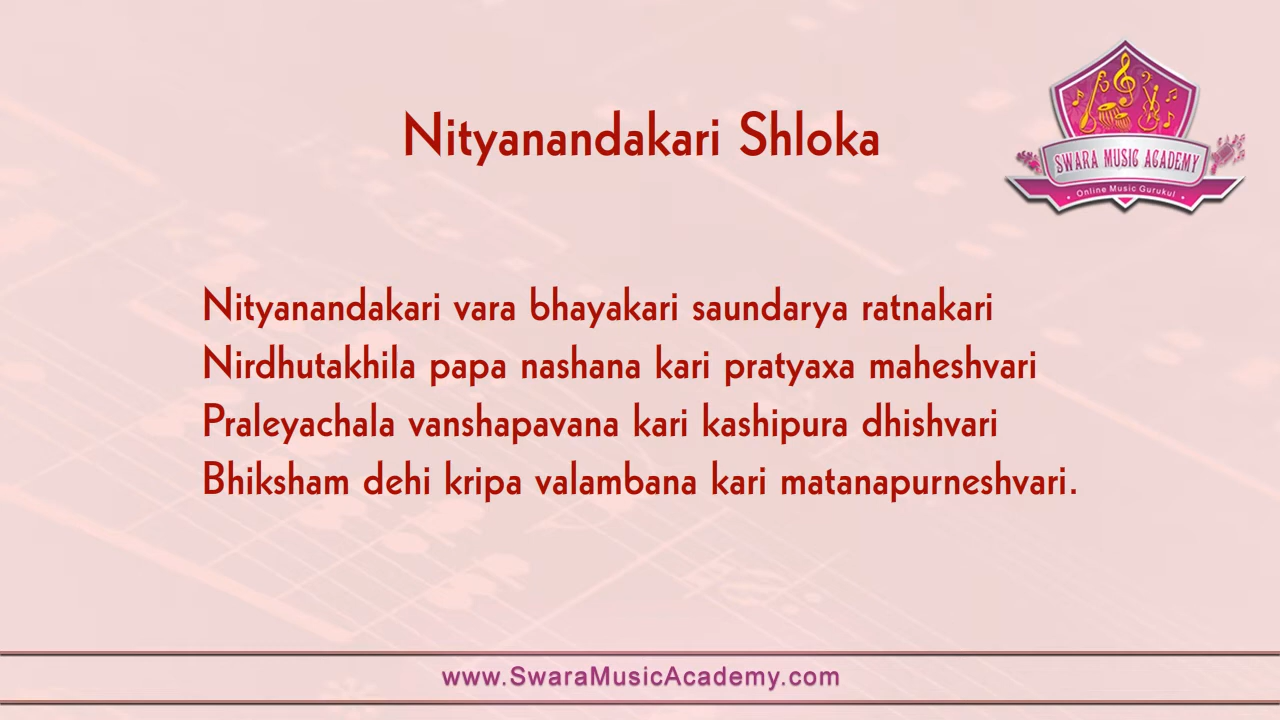 Nityanandakari Shloka
SWARA MUSIC ACADEMY
• Online Music Gurukul •
Nityanandakari vara bhayakari saundarya ratnakari
Nirdhutakhila papa nashana kari pratyaxa maheshvari
Praleyachala vanshapavana kari kashipura dhishvari
Bhiksham dehi kripa valambana kari matanapurneshvari.
www.SwaraMusicAcademy.com